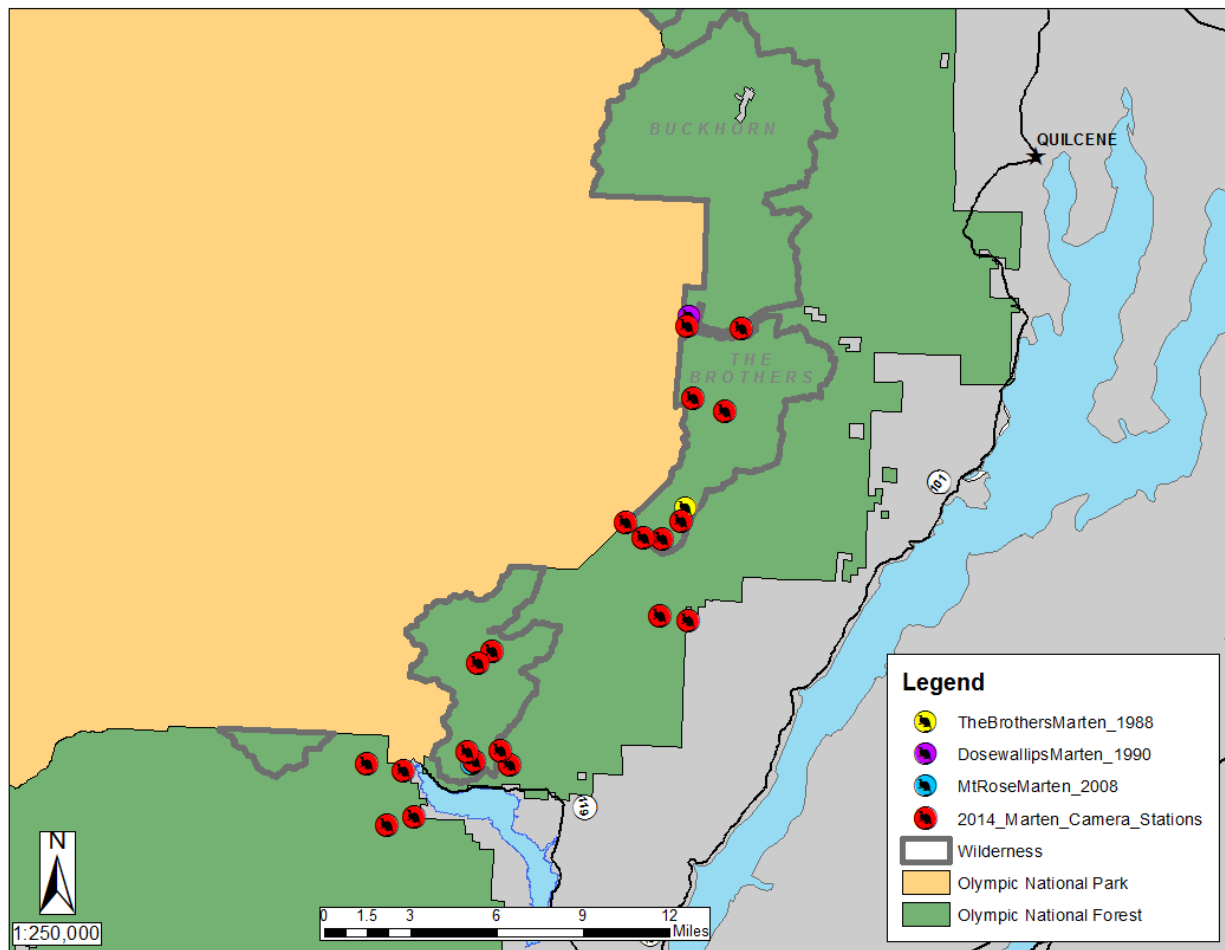 BUCKHORN
QUILCENE
THE
BROTHERS
101
119
Legend
TheBrothersMarten_1988
DosewallipsMarten_1990
MtRoseMarten_2008
2014_Marten_Camera_Stations
Wilderness
Olympic National Park
Olympic National Forest
N
1:250,000
0 1.5 3 6 9 12
Miles